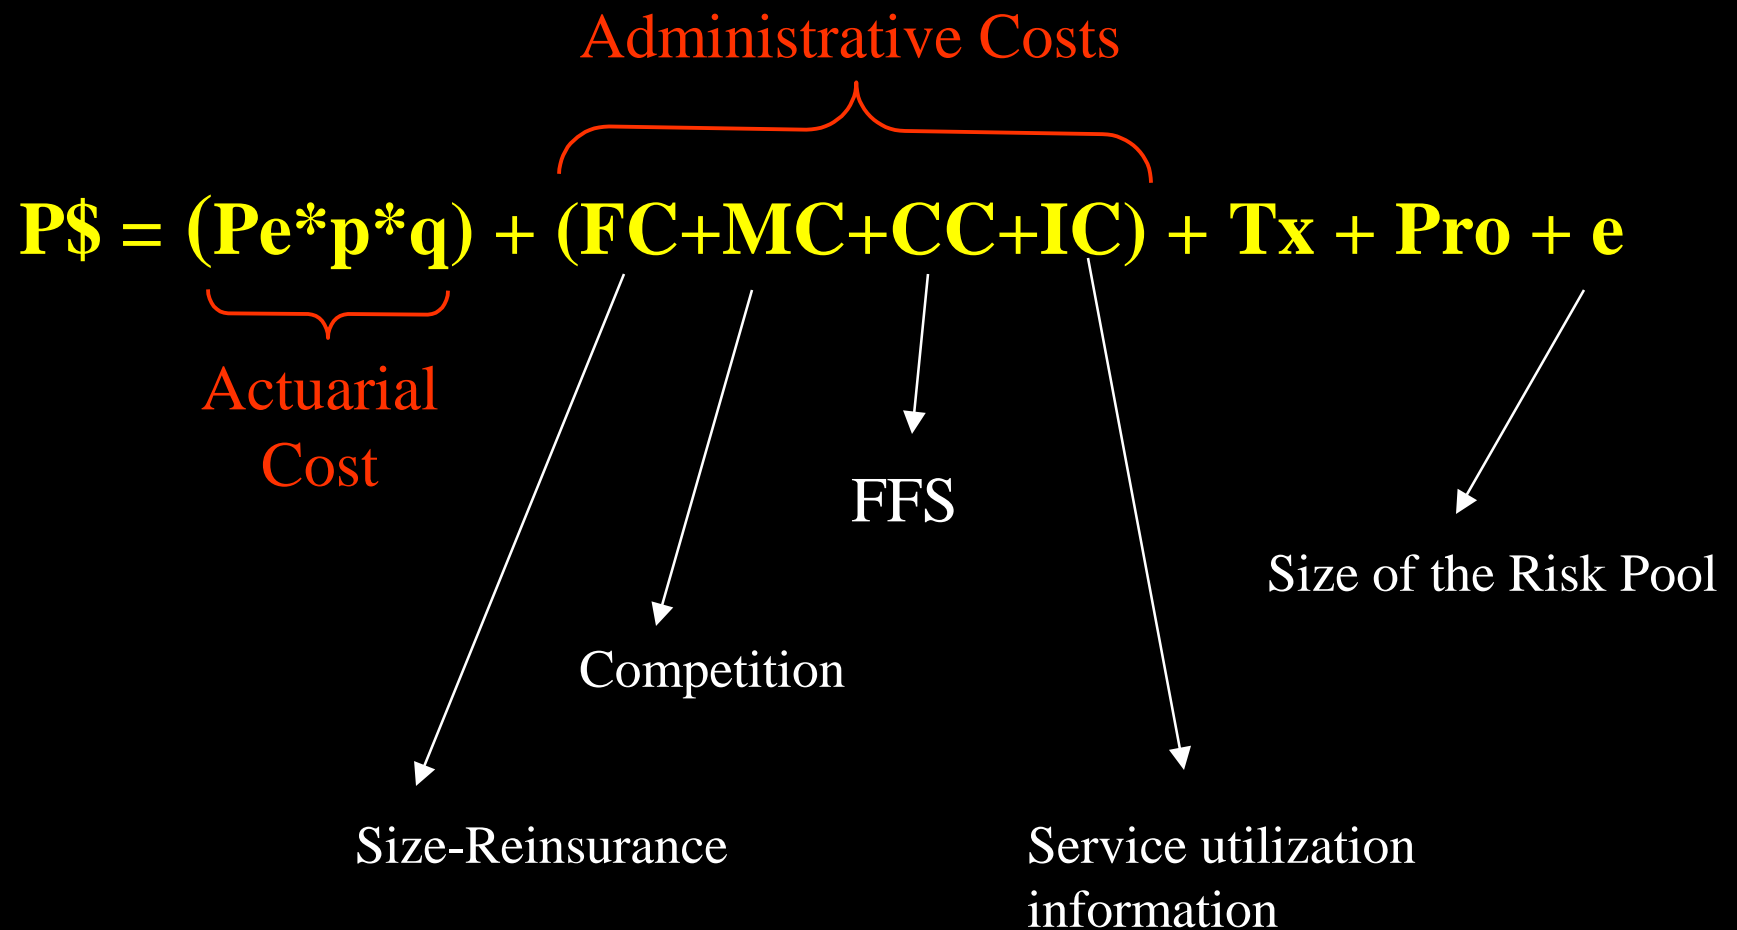 Administrative Costs
P$ = (Pe*p*q) + (FC+MC+CC+IC) + Tx + Pro + e
Actuarial
Cost
FFS
Size of the Risk Pool
Competition
Size-Reinsurance
Service utilization
information